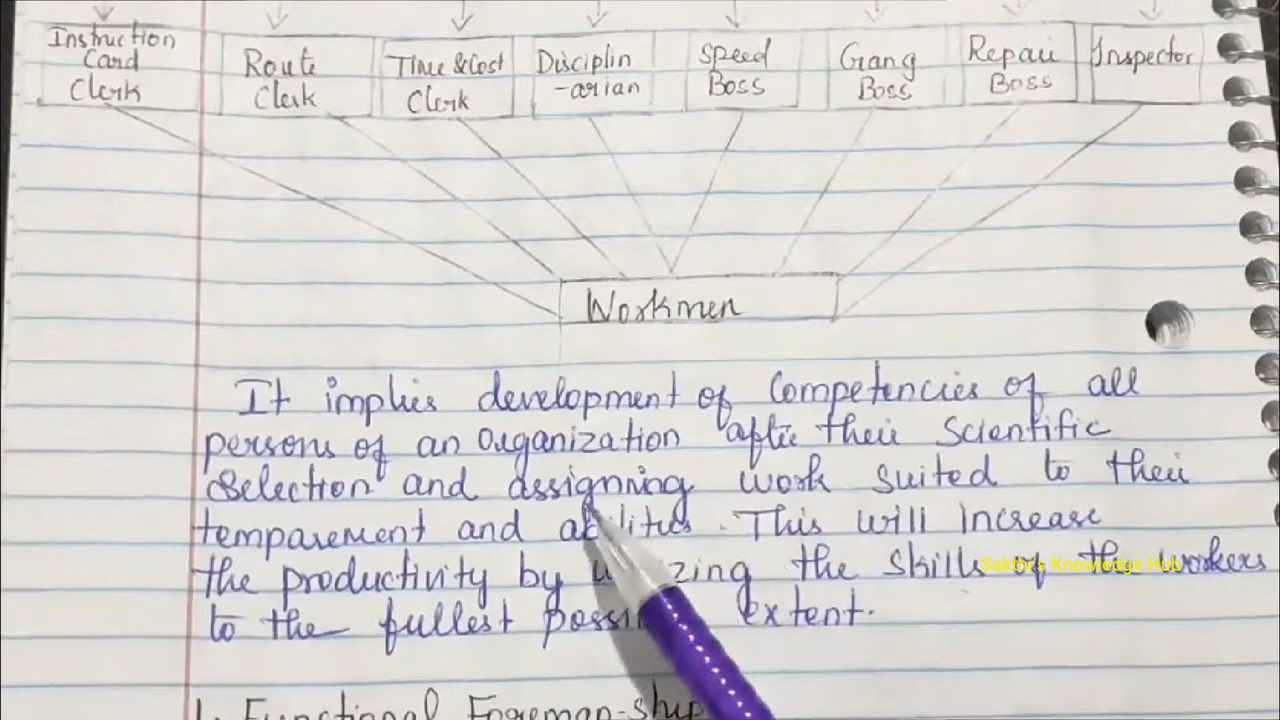 Instruction Card Clerk
Route Clerk
Time & Cost Clerk
Disciplin-arian
Speed Boss
Gang Boss
Repair Boss
Inspector
Workmen
It implies development of Competencies of all
persons of an Organization after their Scientific
Selection and assigning work suited to their
temparement and abilities. This will increase
the productivity by the skills of the workers
to the fullest extent.
1. Functional Foreman-ship
Sakthi's Knowledge Hub